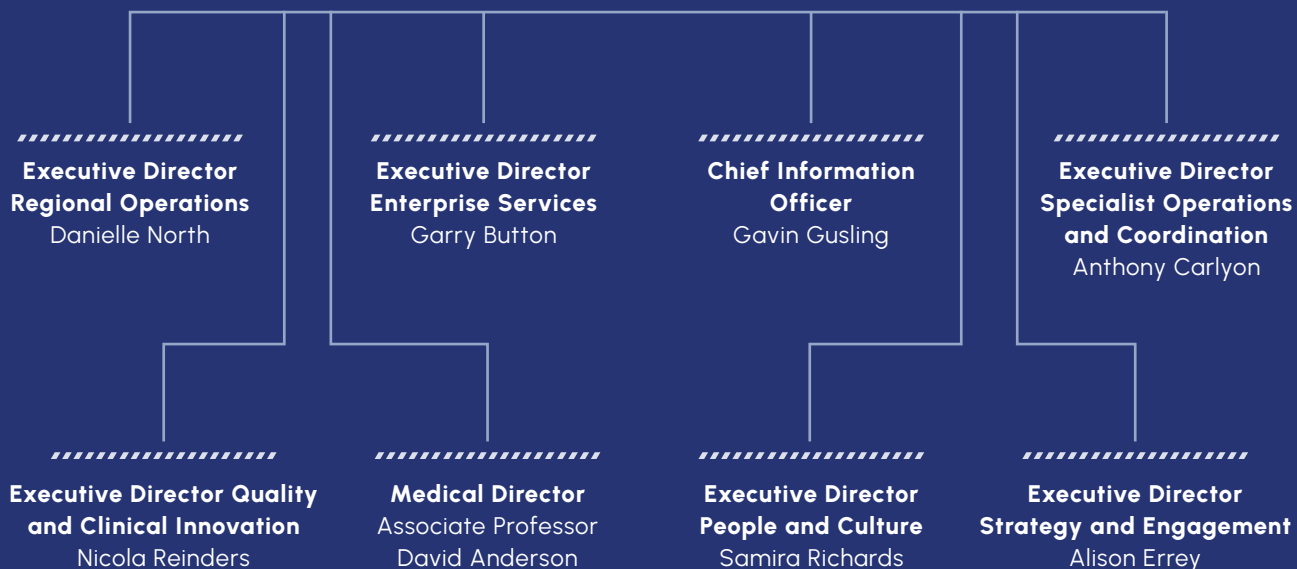 Executive Director
Regional Operations
Danielle North
Executive Director
Enterprise Services
Garry Button
Chief Information
Officer
Gavin Gusling
Executive Director
Specialist Operations
and Coordination
Anthony Carlyon
Executive Director Quality
and Clinical Innovation
Nicola Reinders
Medical Director
Associate Professor
David Anderson
Executive Director
People and Culture
Samira Richards
Executive Director
Strategy and Engagement
Alison Errey